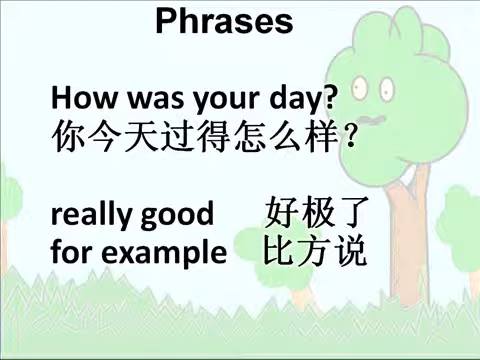 Phrases
How was your day?
你今天过得怎么样？
really good 好极了
for example 比方说